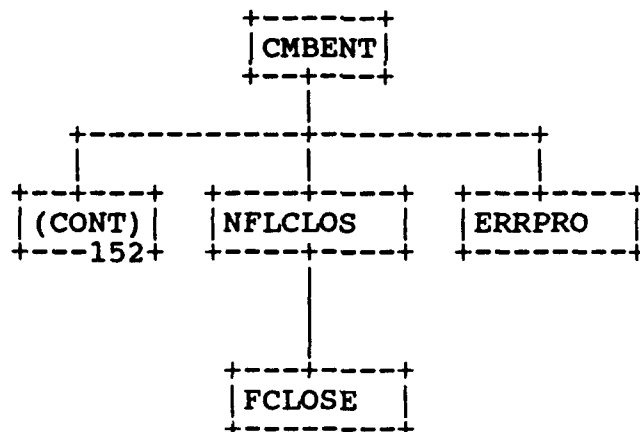 CMBENT
(CONT) NFLCLOS ERRPRO
152
FCLOSE